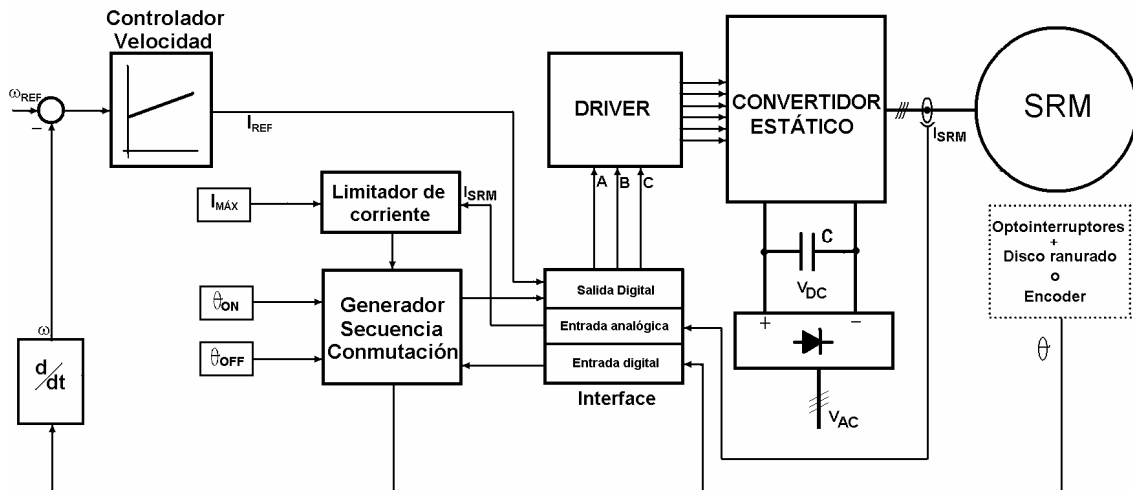 Controlador
Velocidad
ωREF
−
IREF
DRIVER
CONVERTIDOR
ESTÁTICO
SRM
ISRM
A B C
IMÁX
Limitador de
corriente
ISRM
Optointerruptores
+
Disco ranurado
o
Encoder
C
VDC
+ −
θON
θOFF
Generador
Secuencia
Conmutación
Salida Digital
Entrada analógica
Entrada digital
Interface
ω
d/dt
θ
VAC